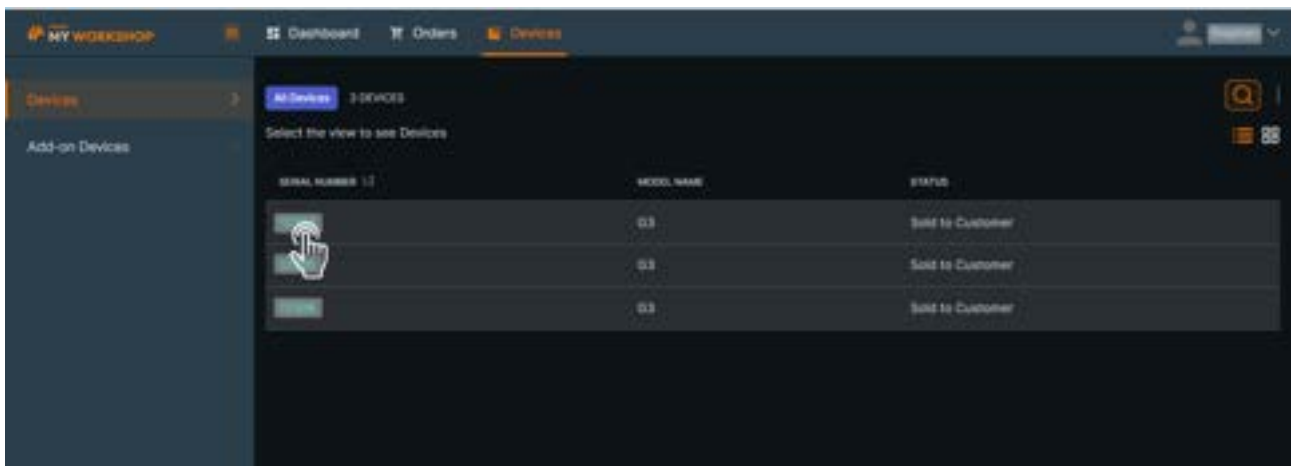 MY WORKSHOP
Dashboard Orders Devices
Devices
Add-on Devices
All Devices 3 DEVICES
Select the view to see Devices
SERIAL NUMBER MODEL NAME STATUS
G3 Sold to Customer
G3 Sold to Customer
G3 Sold to Customer